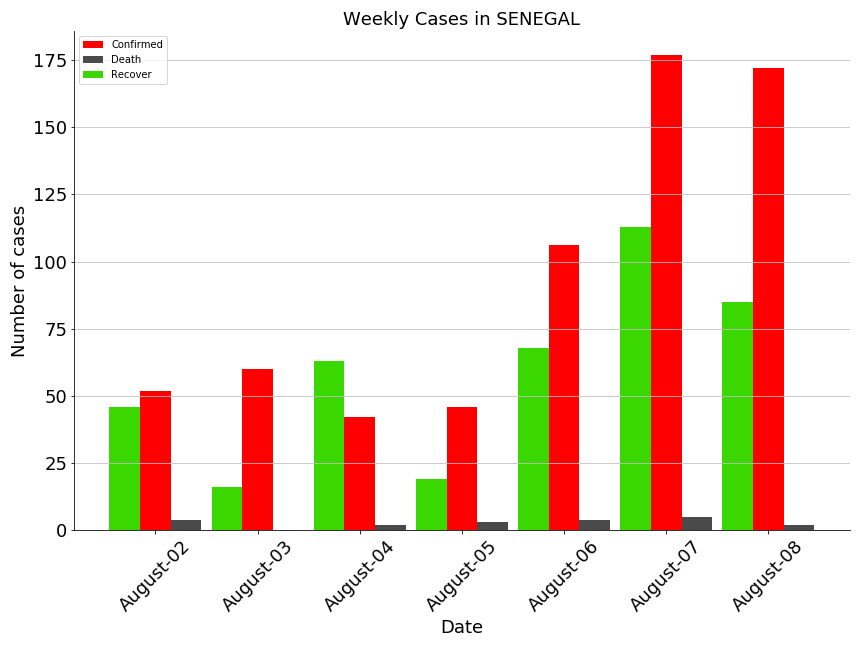 Weekly Cases in SENEGAL
Confirmed
Death
Recover
Number of cases
175
150
125
100
75
50
25
0
August-02
August-03
August-04
August-05
August-06
August-07
August-08
Date